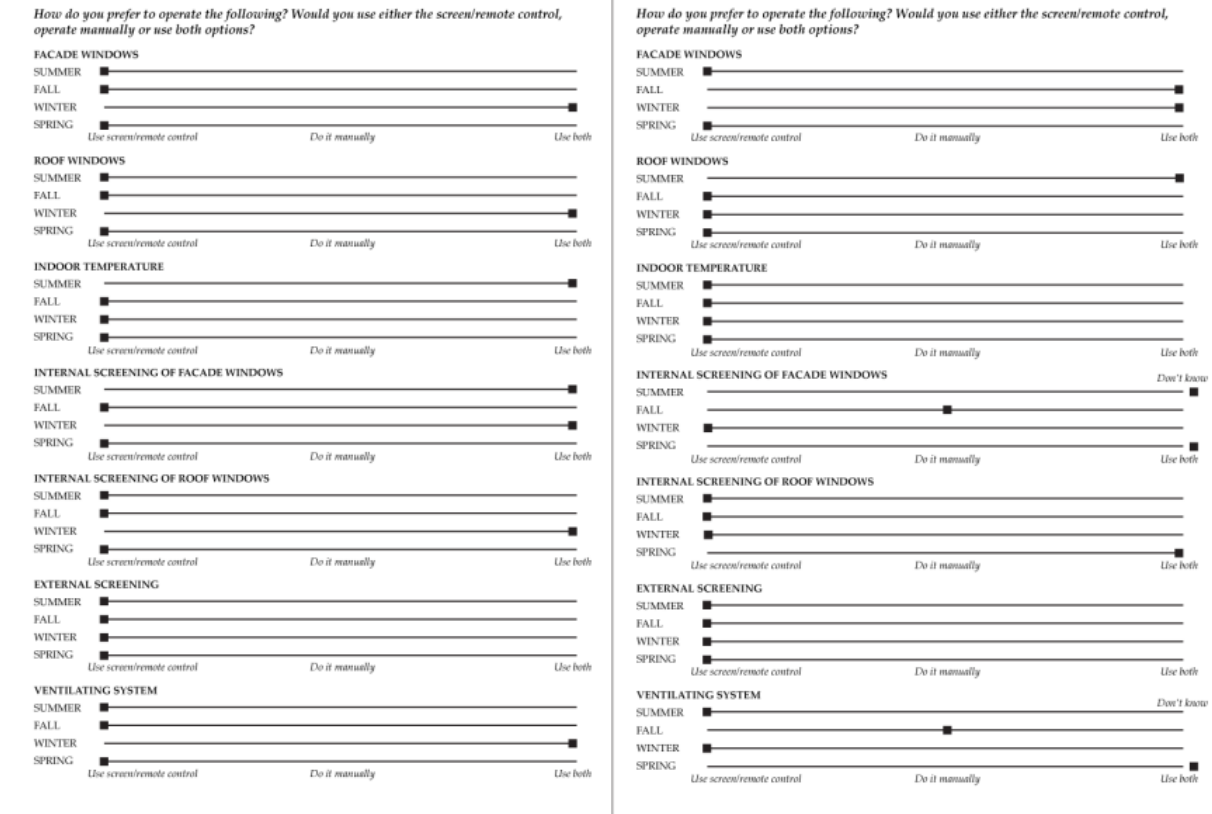 How do you prefer to operate the following? Would you use either the screen/remote control,
operate manually or use both options?
FACADE WINDOWS
SUMMER
FALL
WINTER
SPRING
Use screen/remote control Do it manually Use both
ROOF WINDOWS
SUMMER
FALL
WINTER
SPRING
Use screen/remote control Do it manually Use both
INDOOR TEMPERATURE
SUMMER
FALL
WINTER
SPRING
Use screen/remote control Do it manually Use both
INTERNAL SCREENING OF FACADE WINDOWS
SUMMER
FALL
WINTER
SPRING
Use screen/remote control Do it manually Use both
INTERNAL SCREENING OF ROOF WINDOWS
SUMMER
FALL
WINTER
SPRING
Use screen/remote control Do it manually Use both
EXTERNAL SCREENING
SUMMER
FALL
WINTER
SPRING
Use screen/remote control Do it manually Use both
VENTILATING SYSTEM
SUMMER
FALL
WINTER
SPRING
Use screen/remote control Do it manually Use both
How do you prefer to operate the following? Would you use either the screen/remote control,
operate manually or use both options?
FACADE WINDOWS
SUMMER
FALL
WINTER
SPRING
Use screen/remote control Do it manually Use both
ROOF WINDOWS
SUMMER
FALL
WINTER
SPRING
Use screen/remote control Do it manually Use both
INDOOR TEMPERATURE
SUMMER
FALL
WINTER
SPRING
Use screen/remote control Do it manually Use both
INTERNAL SCREENING OF FACADE WINDOWS Don't know
SUMMER
FALL
WINTER
SPRING
Use screen/remote control Do it manually Use both
INTERNAL SCREENING OF ROOF WINDOWS
SUMMER
FALL
WINTER
SPRING
Use screen/remote control Do it manually Use both
EXTERNAL SCREENING
SUMMER
FALL
WINTER
SPRING
Use screen/remote control Do it manually Use both
VENTILATING SYSTEM Don't know
SUMMER
FALL
WINTER
SPRING
Use screen/remote control Do it manually Use both